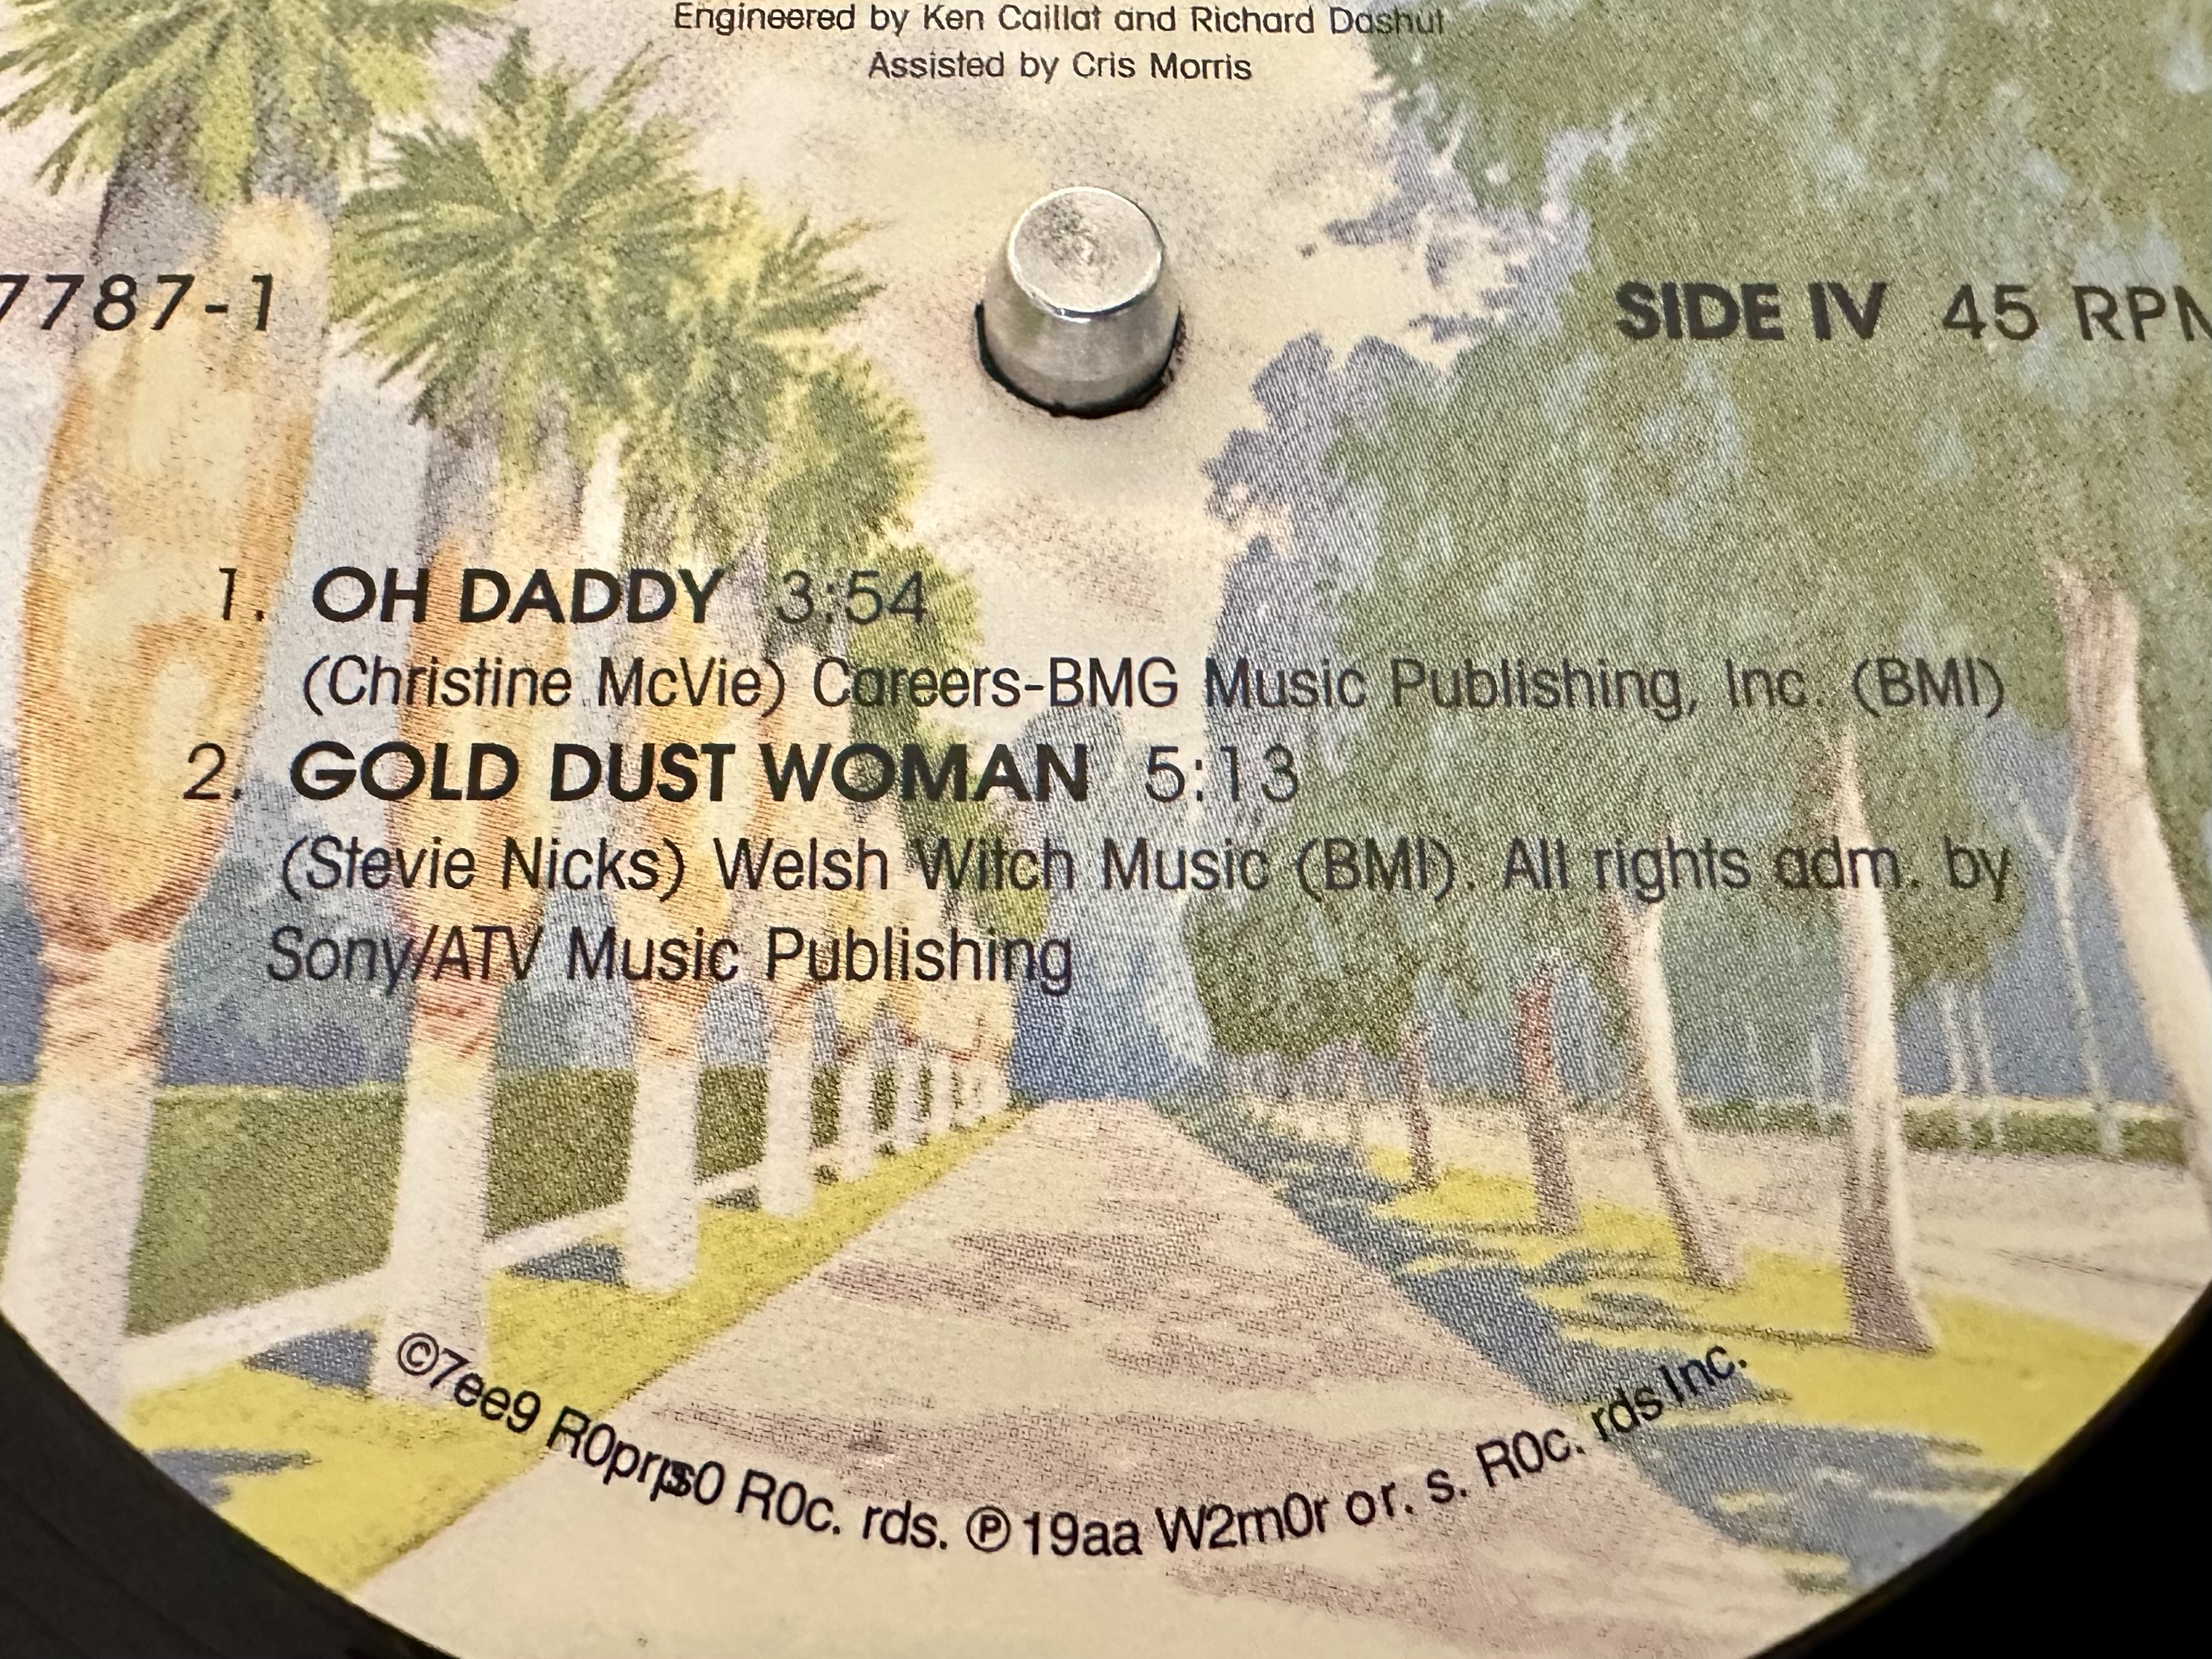 Engineered by Ken Caillat and Richard Dashut
Assisted by Cris Morris
7787-1
SIDE IV 45 RPM
1. OH DADDY 3:54
(Christine McVie) Careers-BMG Music Publishing, Inc. (BMI)
2. GOLD DUST WOMAN 5:13
(Stevie Nicks) Welsh Witch Music (BMI). All rights adm. by
Sony/ATV Music Publishing
©7ee9 R0c. rds. ℗19aa W2rn0r or. s. R0c. rds Inc.